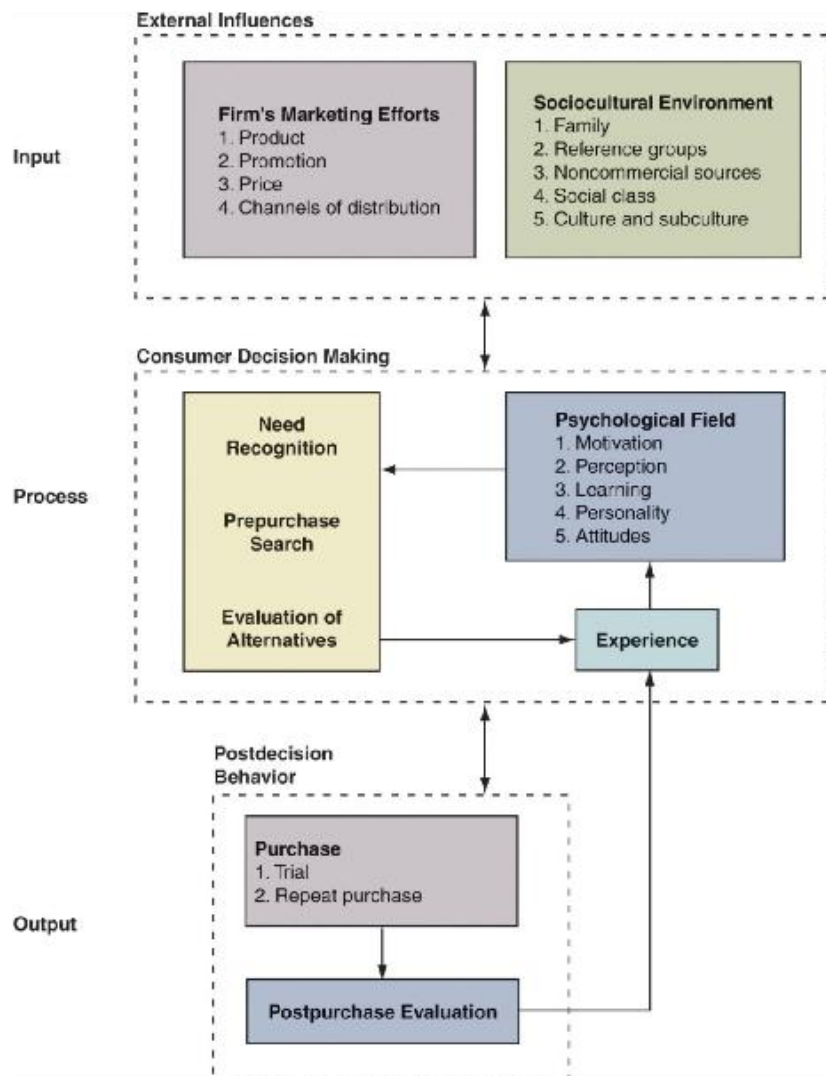 External Influences
Input
Firm's Marketing Efforts
1. Product
2. Promotion
3. Price
4. Channels of distribution
Sociocultural Environment
1. Family
2. Reference groups
3. Noncommercial sources
4. Social class
5. Culture and subculture
Consumer Decision Making
Process
Need
Recognition
Prepurchase
Search
Evaluation of
Alternatives
Psychological Field
1. Motivation
2. Perception
3. Learning
4. Personality
5. Attitudes
Experience
Postdecision
Behavior
Output
Purchase
1. Trial
2. Repeat purchase
Postpurchase Evaluation